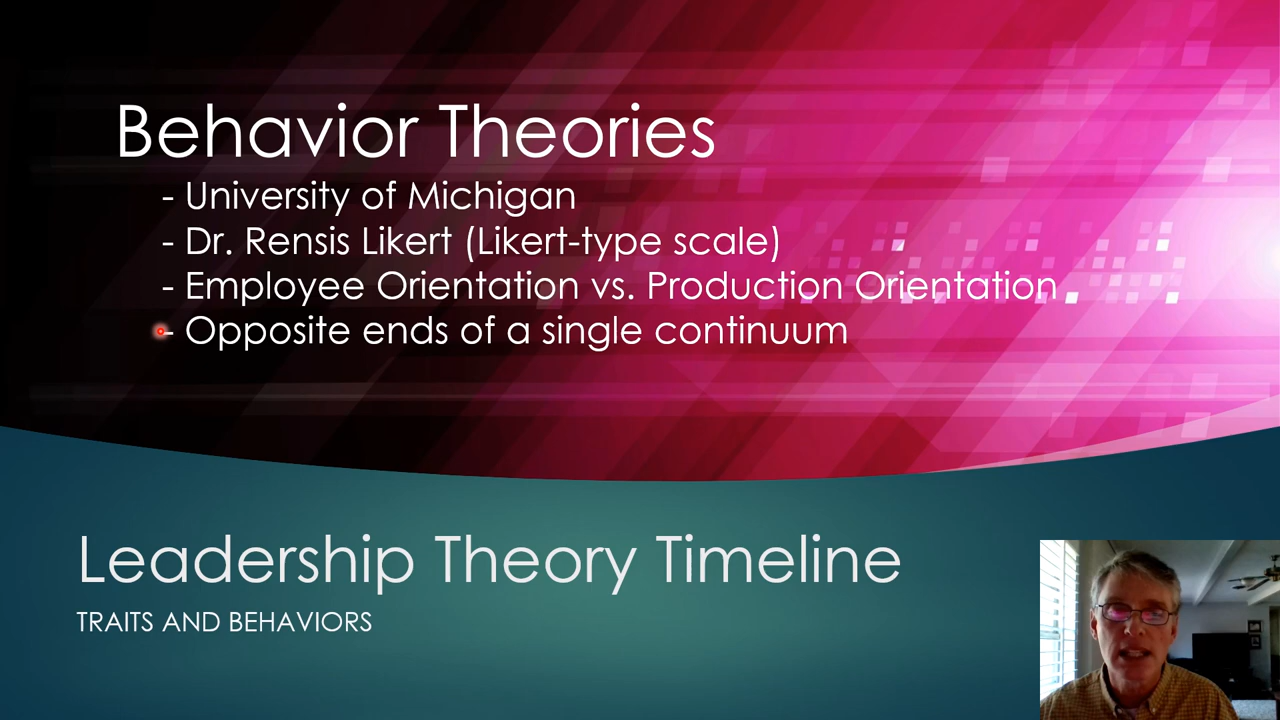 Behavior Theories
- University of Michigan
- Dr. Rensis Likert (Likert-type scale)
- Employee Orientation vs. Production Orientation
- Opposite ends of a single continuum
Leadership Theory Timeline
TRAITS AND BEHAVIORS